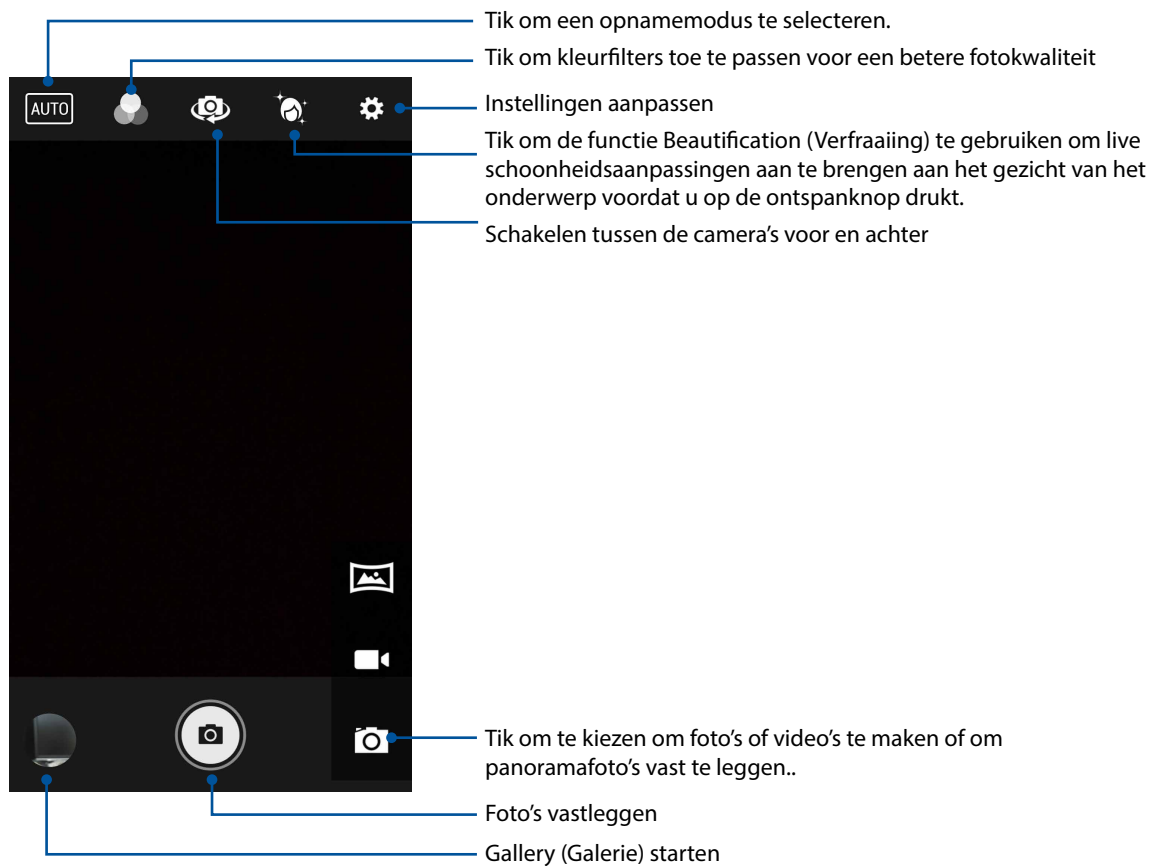 Tik om een opnamemodus te selecteren.
Tik om kleurfilters toe te passen voor een betere fotokwaliteit
AUTO
Instellingen aanpassen
Tik om de functie Beautification (Verfraaiing) te gebruiken om live
schoonheidsaanpassingen aan te brengen aan het gezicht van het
onderwerp voordat u op de ontspanknop drukt.
Schakelen tussen de camera’s voor en achter
Tik om te kiezen om foto’s of video’s te maken of om
panoramafoto’s vast te leggen..
Foto’s vastleggen
Gallery (Galerie) starten